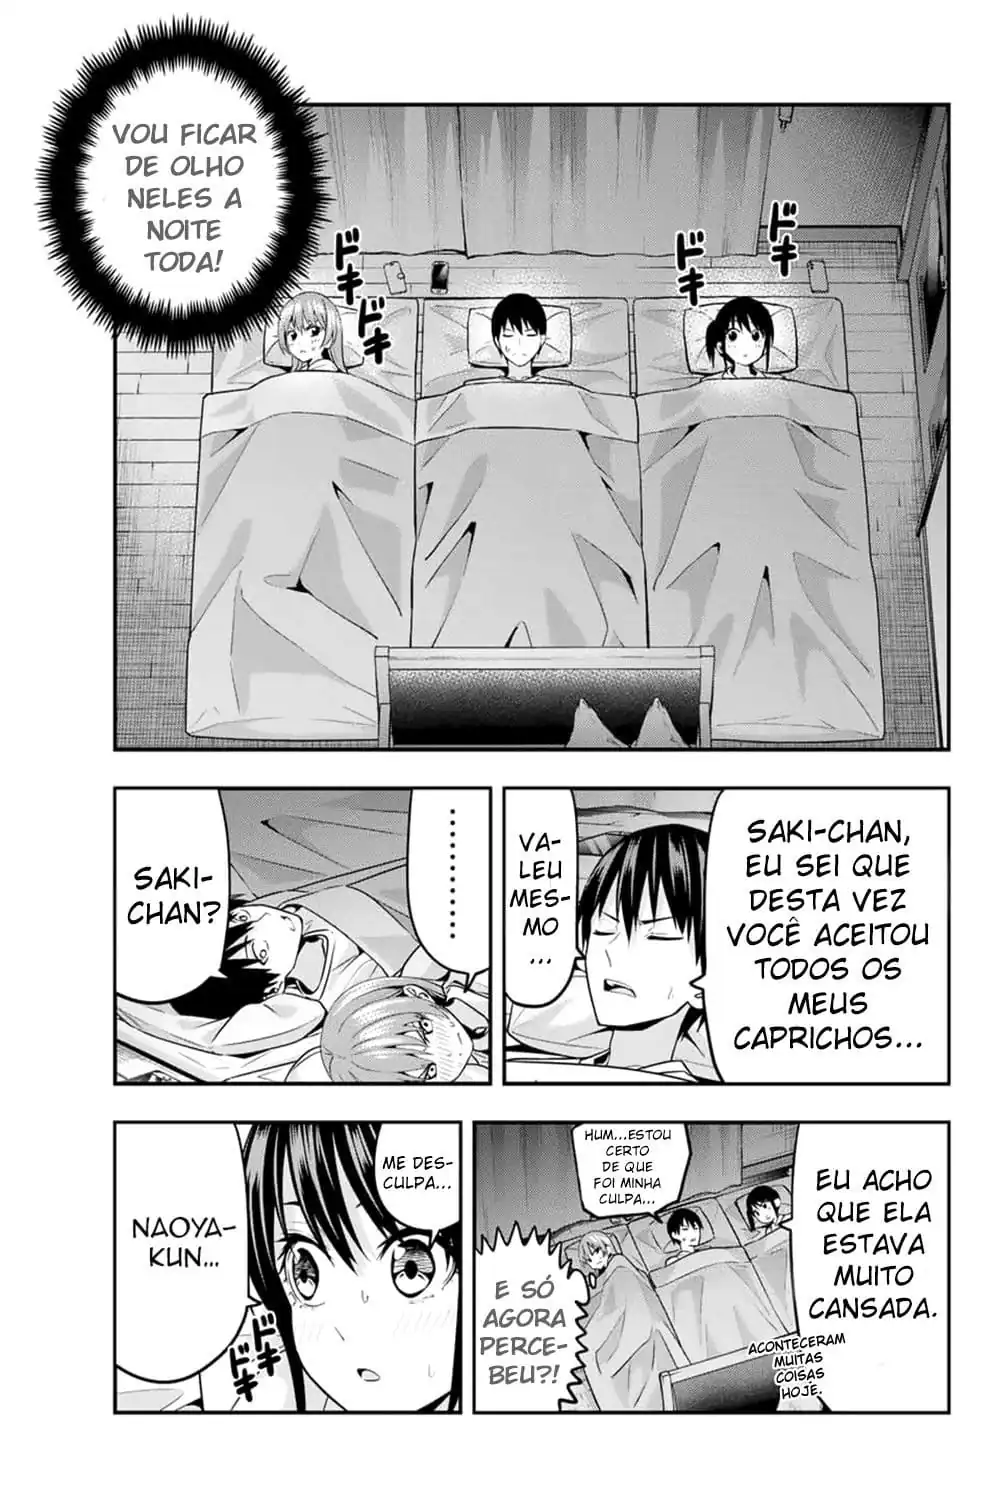 VOU FICAR
DE OLHO
NELES A
NOITE
TODA!
ドキ
ドキ
ドキ
ドキ
SAKI-CHAN,
EU SEI QUE
DESTA VEZ
VOCÊ ACEITOU
TODOS OS
MEUS
CAPRICHOS...
VA-
LEU
MES-
MO
...
.........
SAKI-
CHAN?
EU ACHO
QUE ELA
ESTAVA
MUITO
CANSADA.
ACONTECERAM
MUITAS
COISAS
HOJE.
HUM...ESTOU
CERTO
DE QUE
FOI MINHA
CULPA...
E SÓ
AGORA
PERCE-
BEU?!
ME DES-
CULPA...
NAOYA-
KUN...
ドキ
ドキ